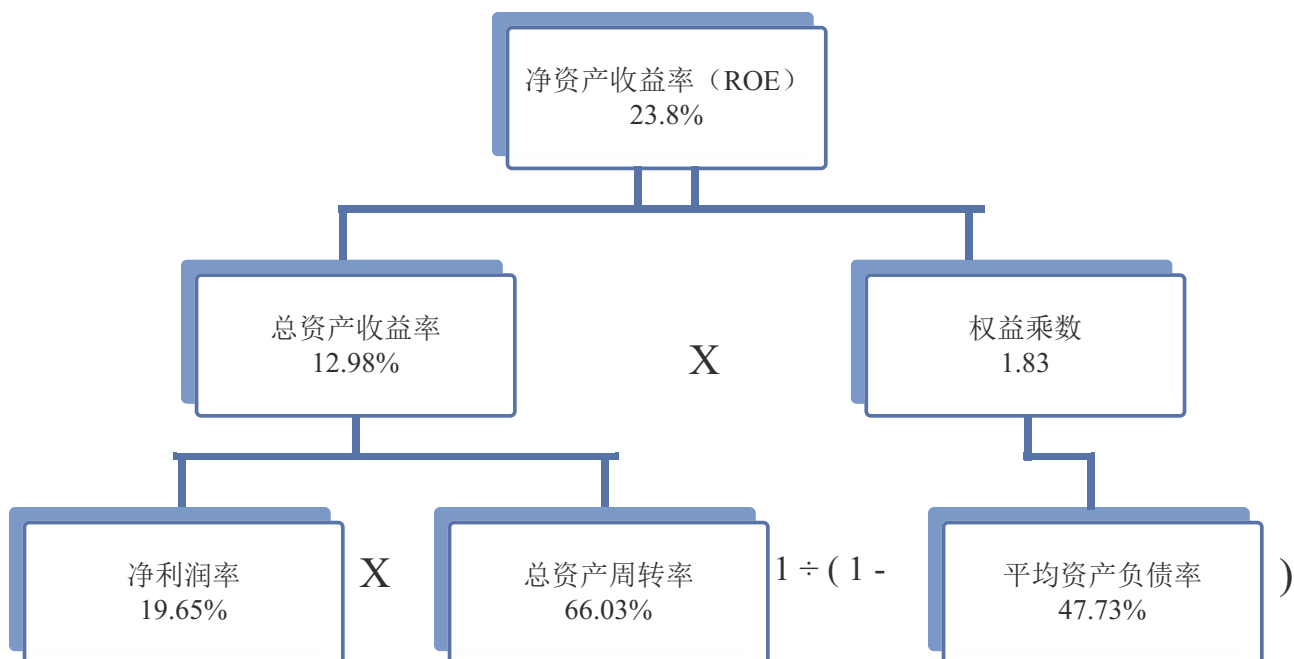 净资产收益率（ROE）
23.8%
总资产收益率
12.98%
X
权益乘数
1.83
净利润率
19.65%
X
总资产周转率
66.03%
1 ÷ ( 1 -
平均资产负债率
47.73%
)